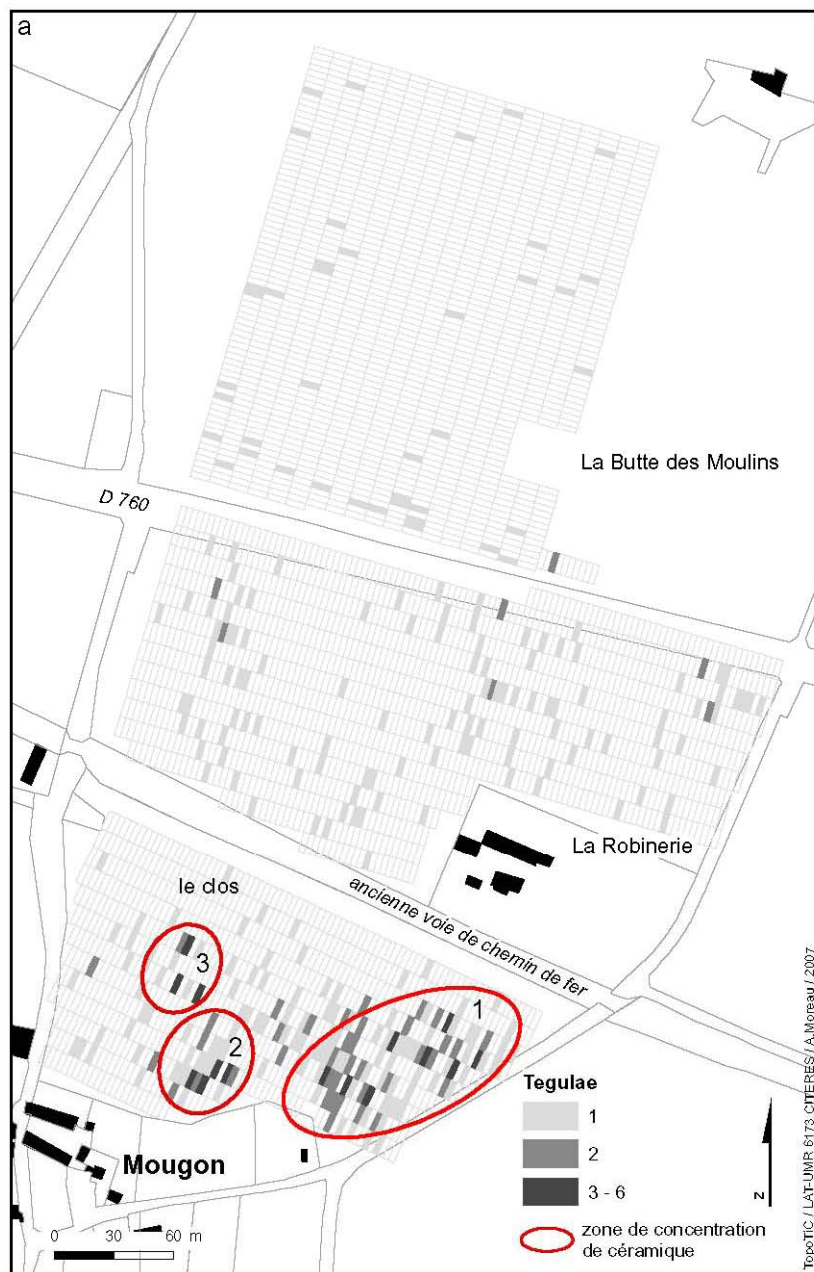 a
La Butte des Moulins
D 760
La Robinerie
le clos
ancienne voie de chemin de fer
3
1
2
Tegulae
1
2
3 - 6
zone de concentration
de céramique
N
Mougon
0 30 60 m
TopoTIC / LAT-UMR 6173 CITERES / A.Moreau / 2007